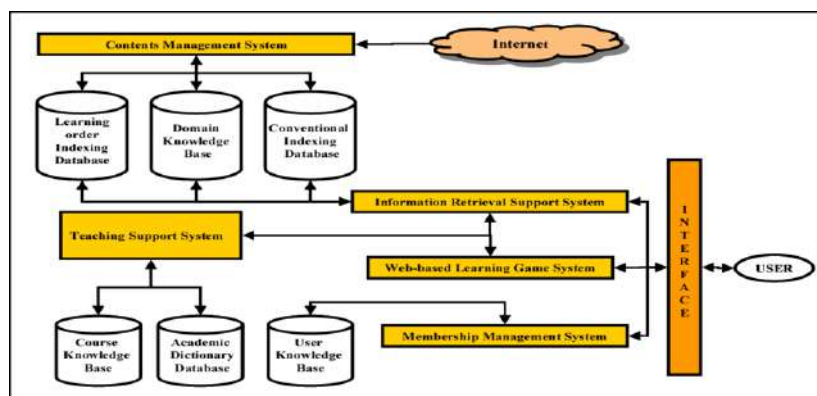 Contents Management System
Internet
Learning
order
Indexing
Database
Domain
Knowledge
Base
Conventional
Indexing
Database
Information Retrieval Support System
Teaching Support System
Web-based Learning Game System
INTERFACE
USER
Membership Management System
Course
Knowledge
Base
Academic
Dictionary
Database
User
Knowledge
Base